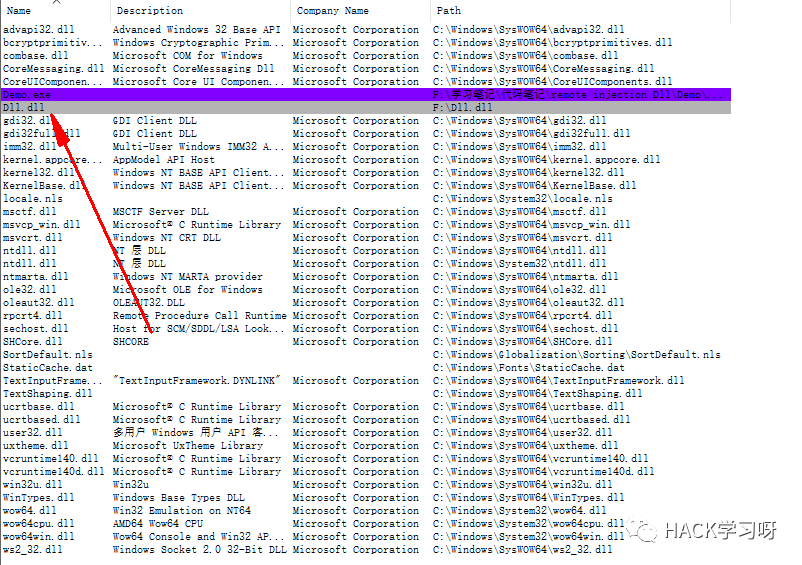 Name Description Company Name Path
advapi32.dll Advanced Windows 32 Base API Microsoft Corporation C:\Windows\SysWOW64\advapi32.dll
bcryptprimitiv... Windows Cryptographic Prim... Microsoft Corporation C:\Windows\SysWOW64\bcryptprimitives.dll
combase.dll Microsoft COM for Windows Microsoft Corporation C:\Windows\SysWOW64\combase.dll
CoreMessaging.dll Microsoft CoreMessaging Dll Microsoft Corporation C:\Windows\SysWOW64\CoreMessaging.dll
CoreUIComponen... Microsoft Core UI Componen... Microsoft Corporation C:\Windows\SysWOW64\CoreUIComponents.dll
Demo.exe F:\学习笔记\代码笔记\remote injection Dll\Demo\...
Dll.dll F:\Dll.dll
gdi32.dll GDI Client DLL Microsoft Corporation C:\Windows\SysWOW64\gdi32.dll
gdi32full.dll GDI Client DLL Microsoft Corporation C:\Windows\SysWOW64\gdi32full.dll
imm32.dll Multi-User Windows IMM32 A... Microsoft Corporation C:\Windows\SysWOW64\imm32.dll
kernel.appcore... AppModel API Host Microsoft Corporation C:\Windows\SysWOW64\kernel.appcore.dll
kernel32.dll Windows NT BASE API Client... Microsoft Corporation C:\Windows\SysWOW64\kernel32.dll
KernelBase.dll Windows NT BASE API Client... Microsoft Corporation C:\Windows\SysWOW64\KernelBase.dll
locale.nls C:\Windows\System32\locale.nls
msctf.dll MSCTF Server DLL Microsoft Corporation C:\Windows\SysWOW64\msctf.dll
msvcp_win.dll Microsoft® C Runtime Library Microsoft Corporation C:\Windows\SysWOW64\msvcp_win.dll
msvcrt.dll Windows NT CRT DLL Microsoft Corporation C:\Windows\SysWOW64\msvcrt.dll
ntdll.dll NT 层 DLL Microsoft Corporation C:\Windows\SysWOW64\ntdll.dll
ntdll.dll NT 层 DLL Microsoft Corporation C:\Windows\System32\ntdll.dll
ntmarta.dll Windows NT MARTA provider Microsoft Corporation C:\Windows\SysWOW64\ntmarta.dll
ole32.dll Microsoft OLE for Windows Microsoft Corporation C:\Windows\SysWOW64\ole32.dll
oleaut32.dll OLEAUT32.DLL Microsoft Corporation C:\Windows\SysWOW64\oleaut32.dll
rpcrt4.dll Remote Procedure Call Runtime Microsoft Corporation C:\Windows\SysWOW64\rpcrt4.dll
sechost.dll Host for SCM/SDDL/LSA Look... Microsoft Corporation C:\Windows\SysWOW64\sechost.dll
SHCore.dll SHCORE Microsoft Corporation C:\Windows\SysWOW64\SHCore.dll
SortDefault.nls C:\Windows\Globalization\Sorting\SortDefault.nls
StaticCache.dat C:\Windows\Fonts\StaticCache.dat
TextInputFrame... "TextInputFramework.DYNLINK" Microsoft Corporation C:\Windows\SysWOW64\TextInputFramework.dll
TextShaping.dll C:\Windows\SysWOW64\TextShaping.dll
ucrtbase.dll Microsoft® C Runtime Library Microsoft Corporation C:\Windows\SysWOW64\ucrtbase.dll
ucrtbased.dll Microsoft® C Runtime Library Microsoft Corporation C:\Windows\SysWOW64\ucrtbased.dll
user32.dll 多用户 Windows 用户 API 客... Microsoft Corporation C:\Windows\SysWOW64\user32.dll
uxtheme.dll Microsoft UxTheme Library Microsoft Corporation C:\Windows\SysWOW64\uxtheme.dll
vcruntime140.dll Microsoft® C Runtime Library Microsoft Corporation C:\Windows\SysWOW64\vcruntime140.dll
vcruntime140d.dll Microsoft® C Runtime Library Microsoft Corporation C:\Windows\SysWOW64\vcruntime140d.dll
win32u.dll Win32u Microsoft Corporation C:\Windows\SysWOW64\win32u.dll
WinTypes.dll Windows Base Types DLL Microsoft Corporation C:\Windows\SysWOW64\WinTypes.dll
wow64.dll Win32 Emulation on NT64 Microsoft Corporation C:\Windows\System32\wow64.dll
wow64cpu.dll AMD64 Wow64 CPU Microsoft Corporation C:\Windows\System32\wow64cpu.dll
wow64win.dll Wow64 Console and Win32 AP... Microsoft Corporation C:\Windows\System32\wow64win.dll
ws2_32.dll Windows Socket 2.0 32-Bit DLL Microsoft Corporation C:\Windows\SysWOW64\ws2_32.dll
HACK学习呀